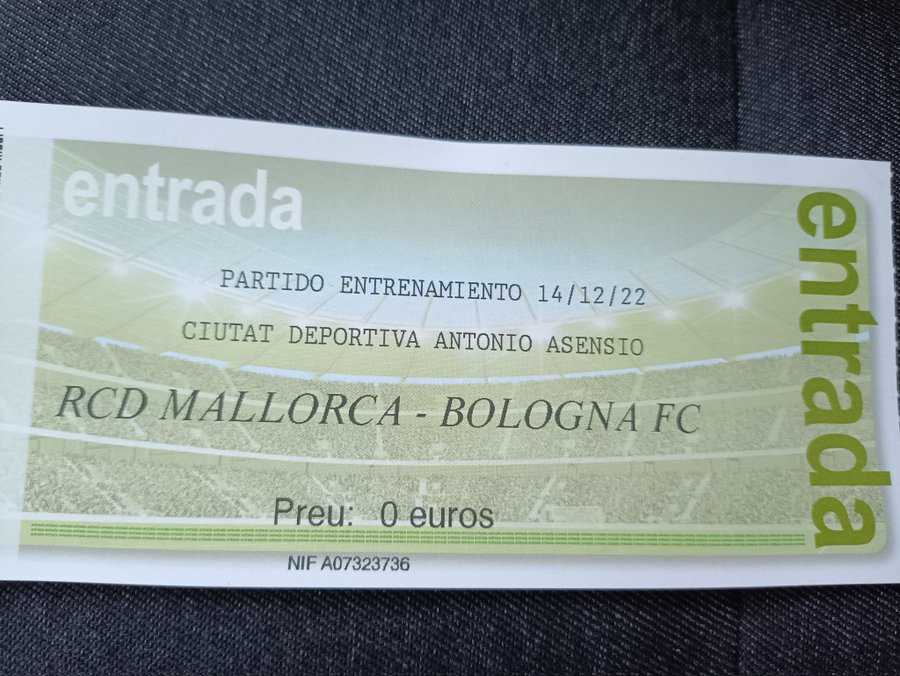 entrada
PARTIDO ENTRENAMIENTO 14/12/22
CIUTAT DEPORTIVA ANTONIO ASENSIO
RCD MALLORCA - BOLOGNA FC
Preu: 0 euros
NIF A07323736
entrada